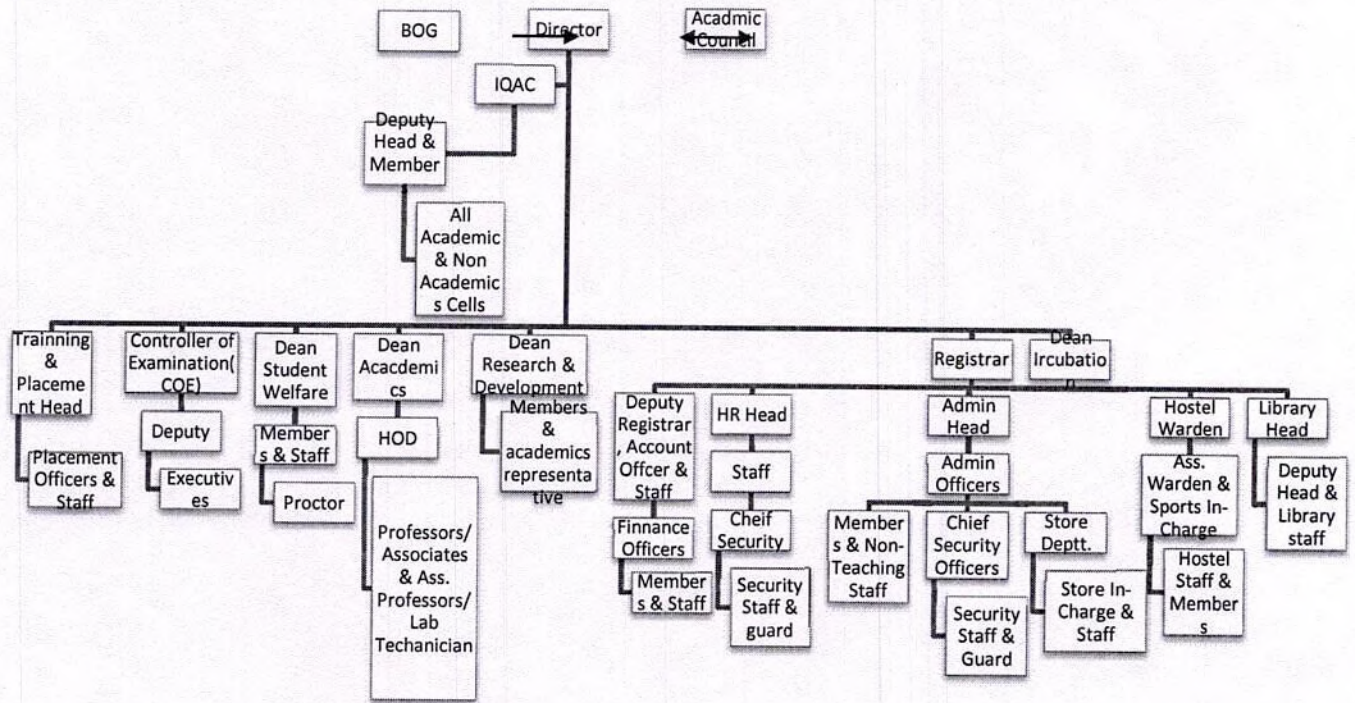 BOG
Director
Acadmic
Council
IQAC
Deputy
Head &
Member
All
Academic
& Non
Academic
s Cells
Trainning
&
Placeme
nt Head
Placement
Officers &
Staff
Controller of
Examination(
COE)
Deputy
Executiv
es
Dean
Student
Welfare
Member
s & Staff
Proctor
Dean
Acacdemi
cs
HOD
Professors/
Associates
& Ass.
Professors/
Lab
Techanician
Dean
Research &
Development
Members
&
academics
representa
tive
Registrar
Dean
Ircubatio
n
Deputy
Registrar
, Account
Offcer &
Staff
Finnance
Officers
Member
s & Staff
HR Head
Staff
Cheif
Security
Security
Staff &
guard
Admin
Head
Admin
Officers
Member
s & Non-
Teaching
Staff
Chief
Security
Officers
Security
Staff &
Guard
Store
Deptt.
Store In-
Charge &
Staff
Hostel
Warden
Ass.
Warden &
Sports In-
Charge
Hostel
Staff &
Member
s
Library
Head
Deputy
Head &
Library
staff